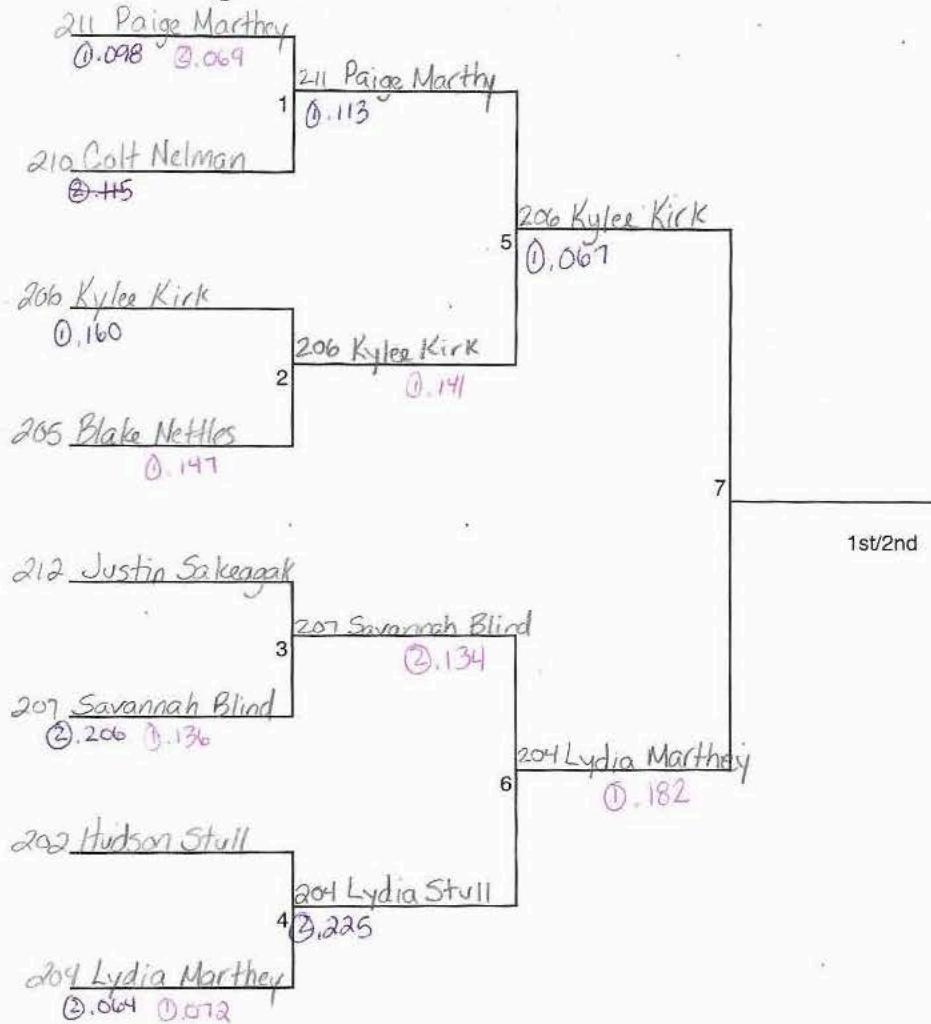 211 Paige Marthey
①.098 ②.069
211 Paige Marthy
1
①.113
210 Colt Nelman
②.115
206 Kylee Kirk
5
①.067
206 Kylee Kirk
①.160
206 Kylee Kirk
2
①.141
205 Blake Nettles
①.147
7
1st/2nd
212 Justin Sakeagak
207 Savannah Blind
3
②.134
207 Savannah Blind
②.206 ①.136
204 Lydia Marthey
6
①.182
202 Hudson Stull
204 Lydia Stull
4
②.225
204 Lydia Marthey
②.064 ①.072